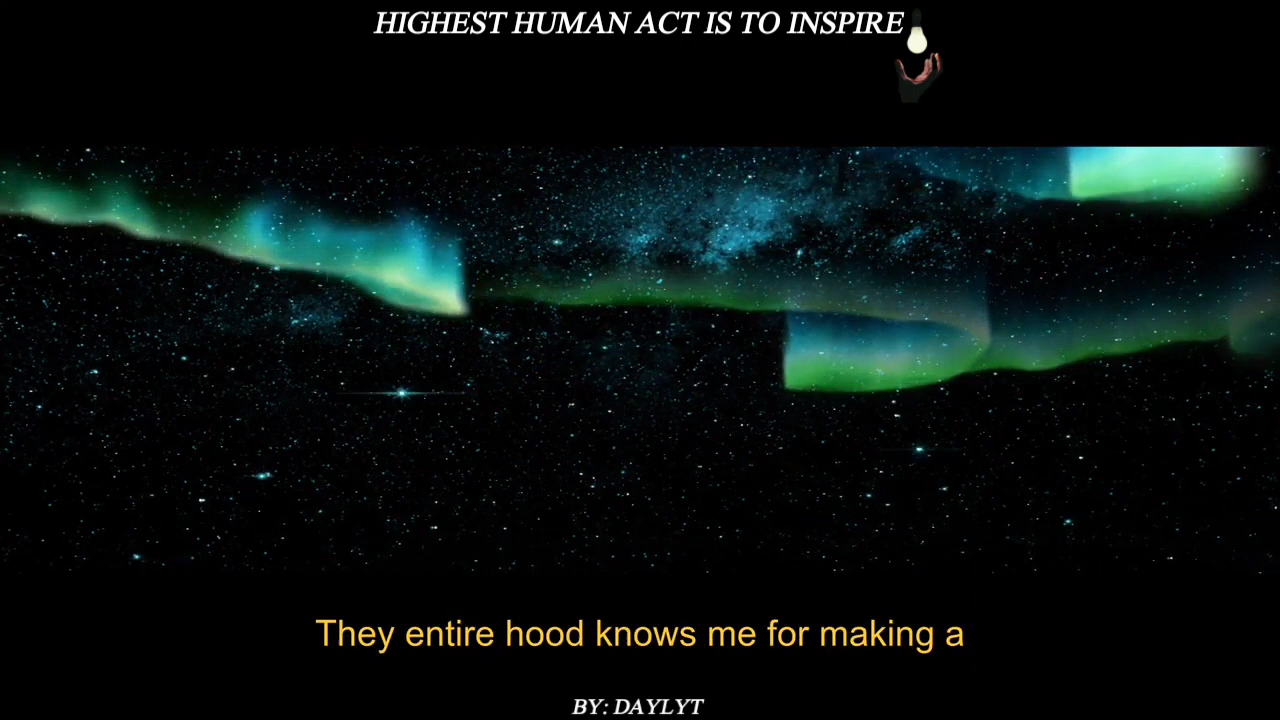 HIGHEST HUMAN ACT IS TO INSPIRE
They entire hood knows me for making a
BY: DAYLYT